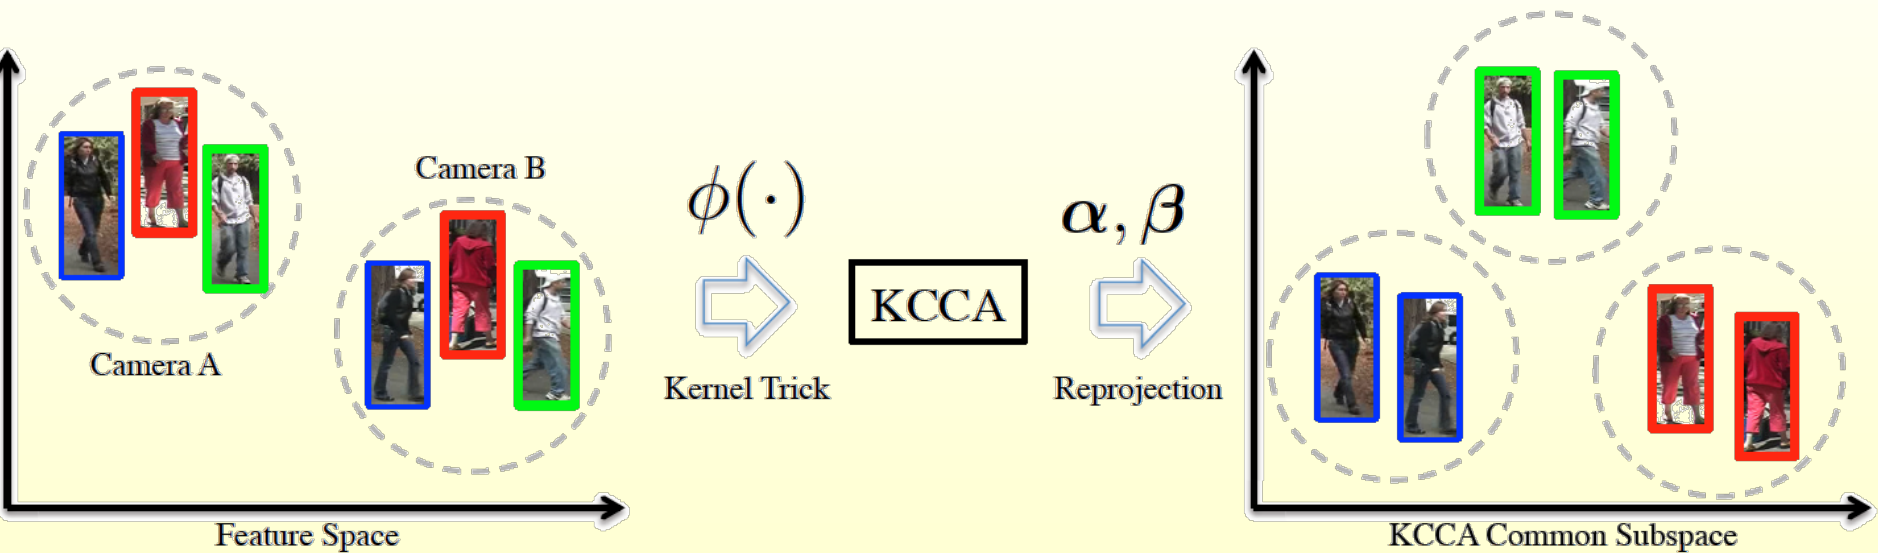 Camera A
Camera B
Feature Space
ϕ(·)
Kernel Trick
KCCA
α, β
Reprojection
KCCA Common Subspace